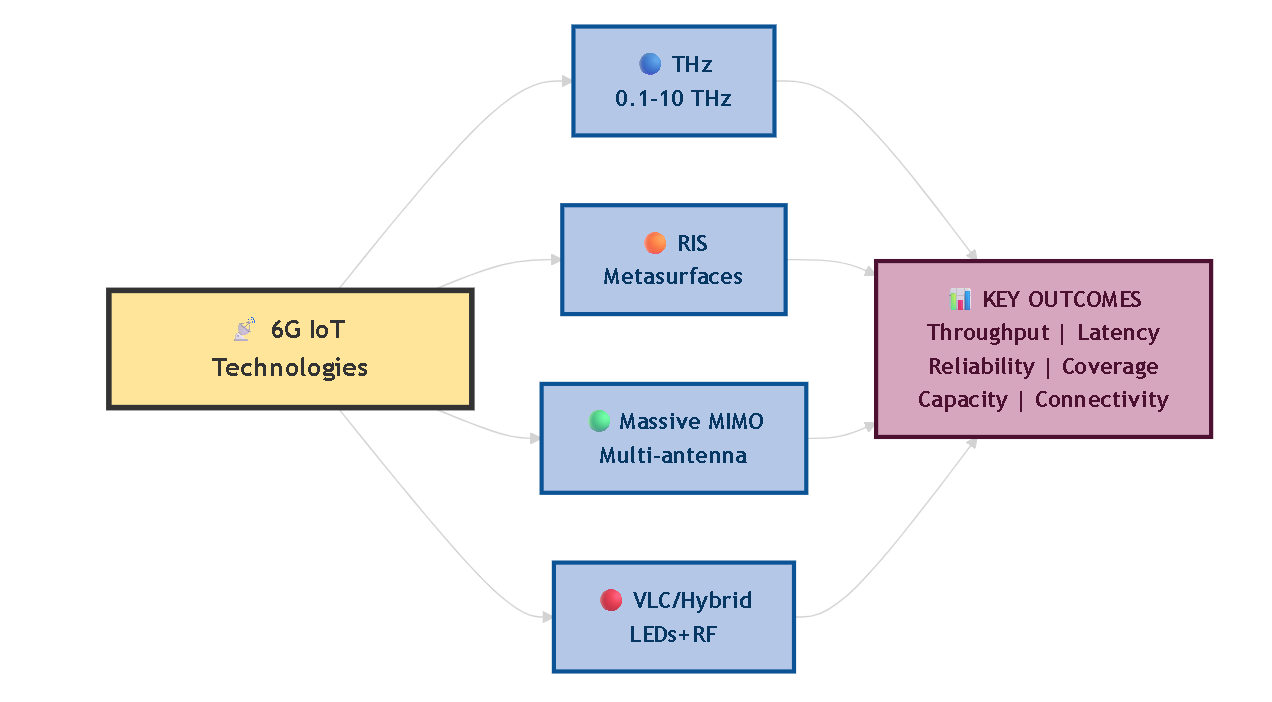 6G IoT
Technologies
THz
0.1-10 THz
RIS
Metasurfaces
Massive MIMO
Multi-antenna
VLC/Hybrid
LEDs+RF
KEY OUTCOMES
Throughput | Latency
Reliability | Coverage
Capacity | Connectivity